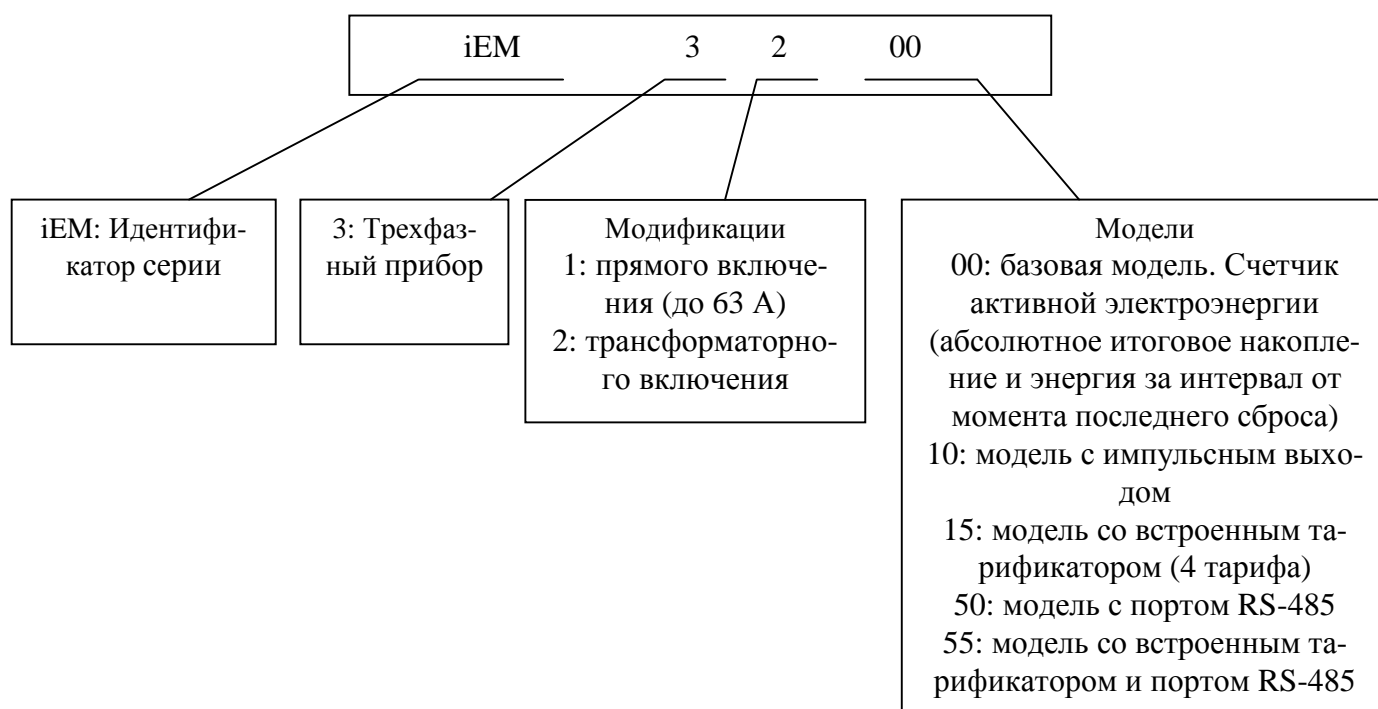 iEM 3 2 00
iEM: Идентифи-
катор серии
3: Трехфаз-
ный прибор
Модификации
1: прямого включе-
ния (до 63 А)
2: трансформаторно-
го включения
Модели
00: базовая модель. Счетчик
активной электроэнергии
(абсолютное итоговое накопле-
ние и энергия за интервал от
момента последнего сброса)
10: модель с импульсным выхо-
дом
15: модель со встроенным та-
рификатором (4 тарифа)
50: модель с портом RS-485
55: модель со встроенным та-
рификатором и портом RS-485